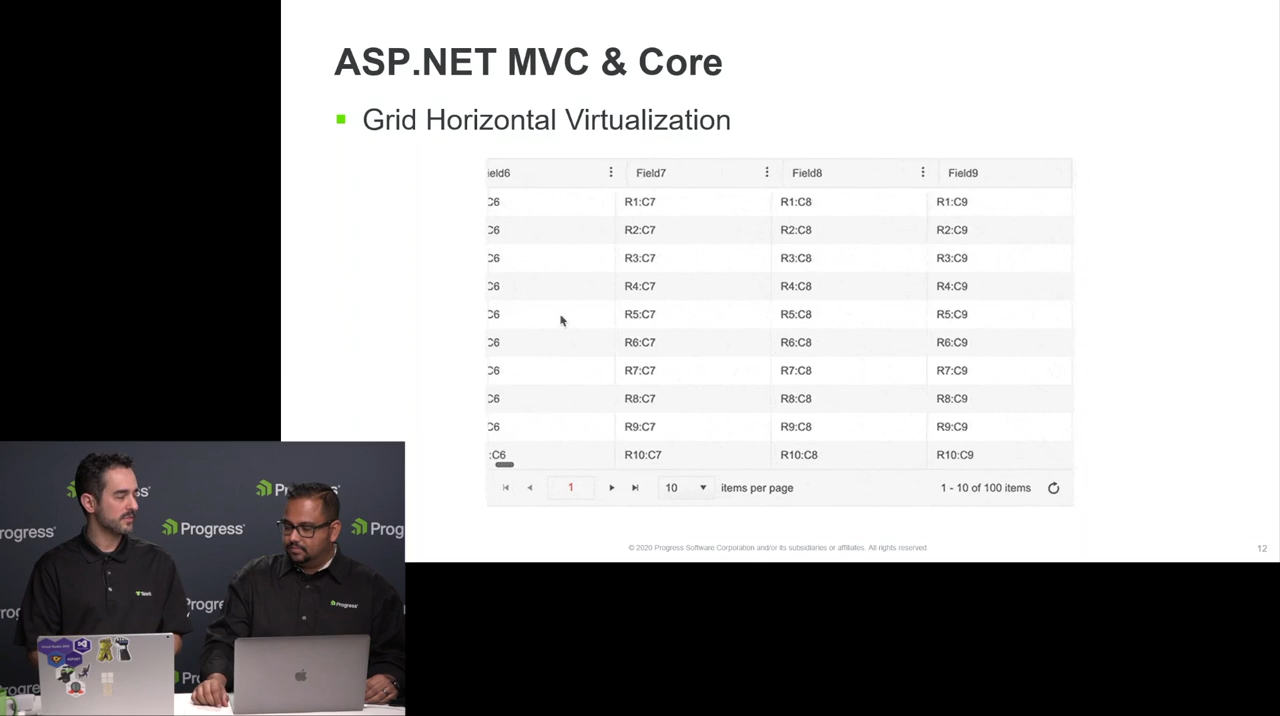 ASP.NET MVC & Core
Grid Horizontal Virtualization
ield6 Field7 Field8 Field9
C6 R1:C7 R1:C8 R1:C9
C6 R2:C7 R2:C8 R2:C9
C6 R3:C7 R3:C8 R3:C9
C6 R4:C7 R4:C8 R4:C9
C6 R5:C7 R5:C8 R5:C9
C6 R6:C7 R6:C8 R6:C9
C6 R7:C7 R7:C8 R7:C9
C6 R8:C7 R8:C8 R8:C9
C6 R9:C7 R9:C8 R9:C9
:C6 R10:C7 R10:C8 R10:C9
1 10 items per page 1 - 10 of 100 items
© 2020 Progress Software Corporation and/or its subsidiaries or affiliates. All rights reserved
12
rogress Progress Prog
Progress
Progre
rogre
Progress